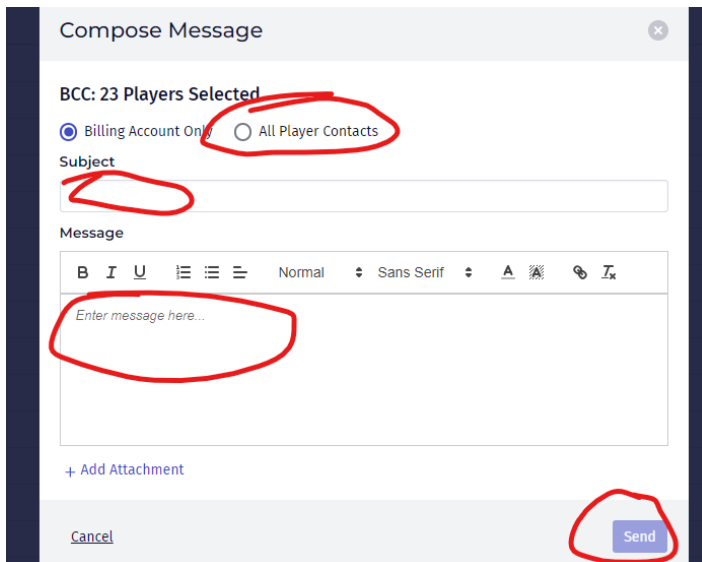 Compose Message
BCC: 23 Players Selected
Billing Account Only All Player Contacts
Subject
Message
B I U Normal Sans Serif A A Tx
Enter message here...
+ Add Attachment
Cancel Send